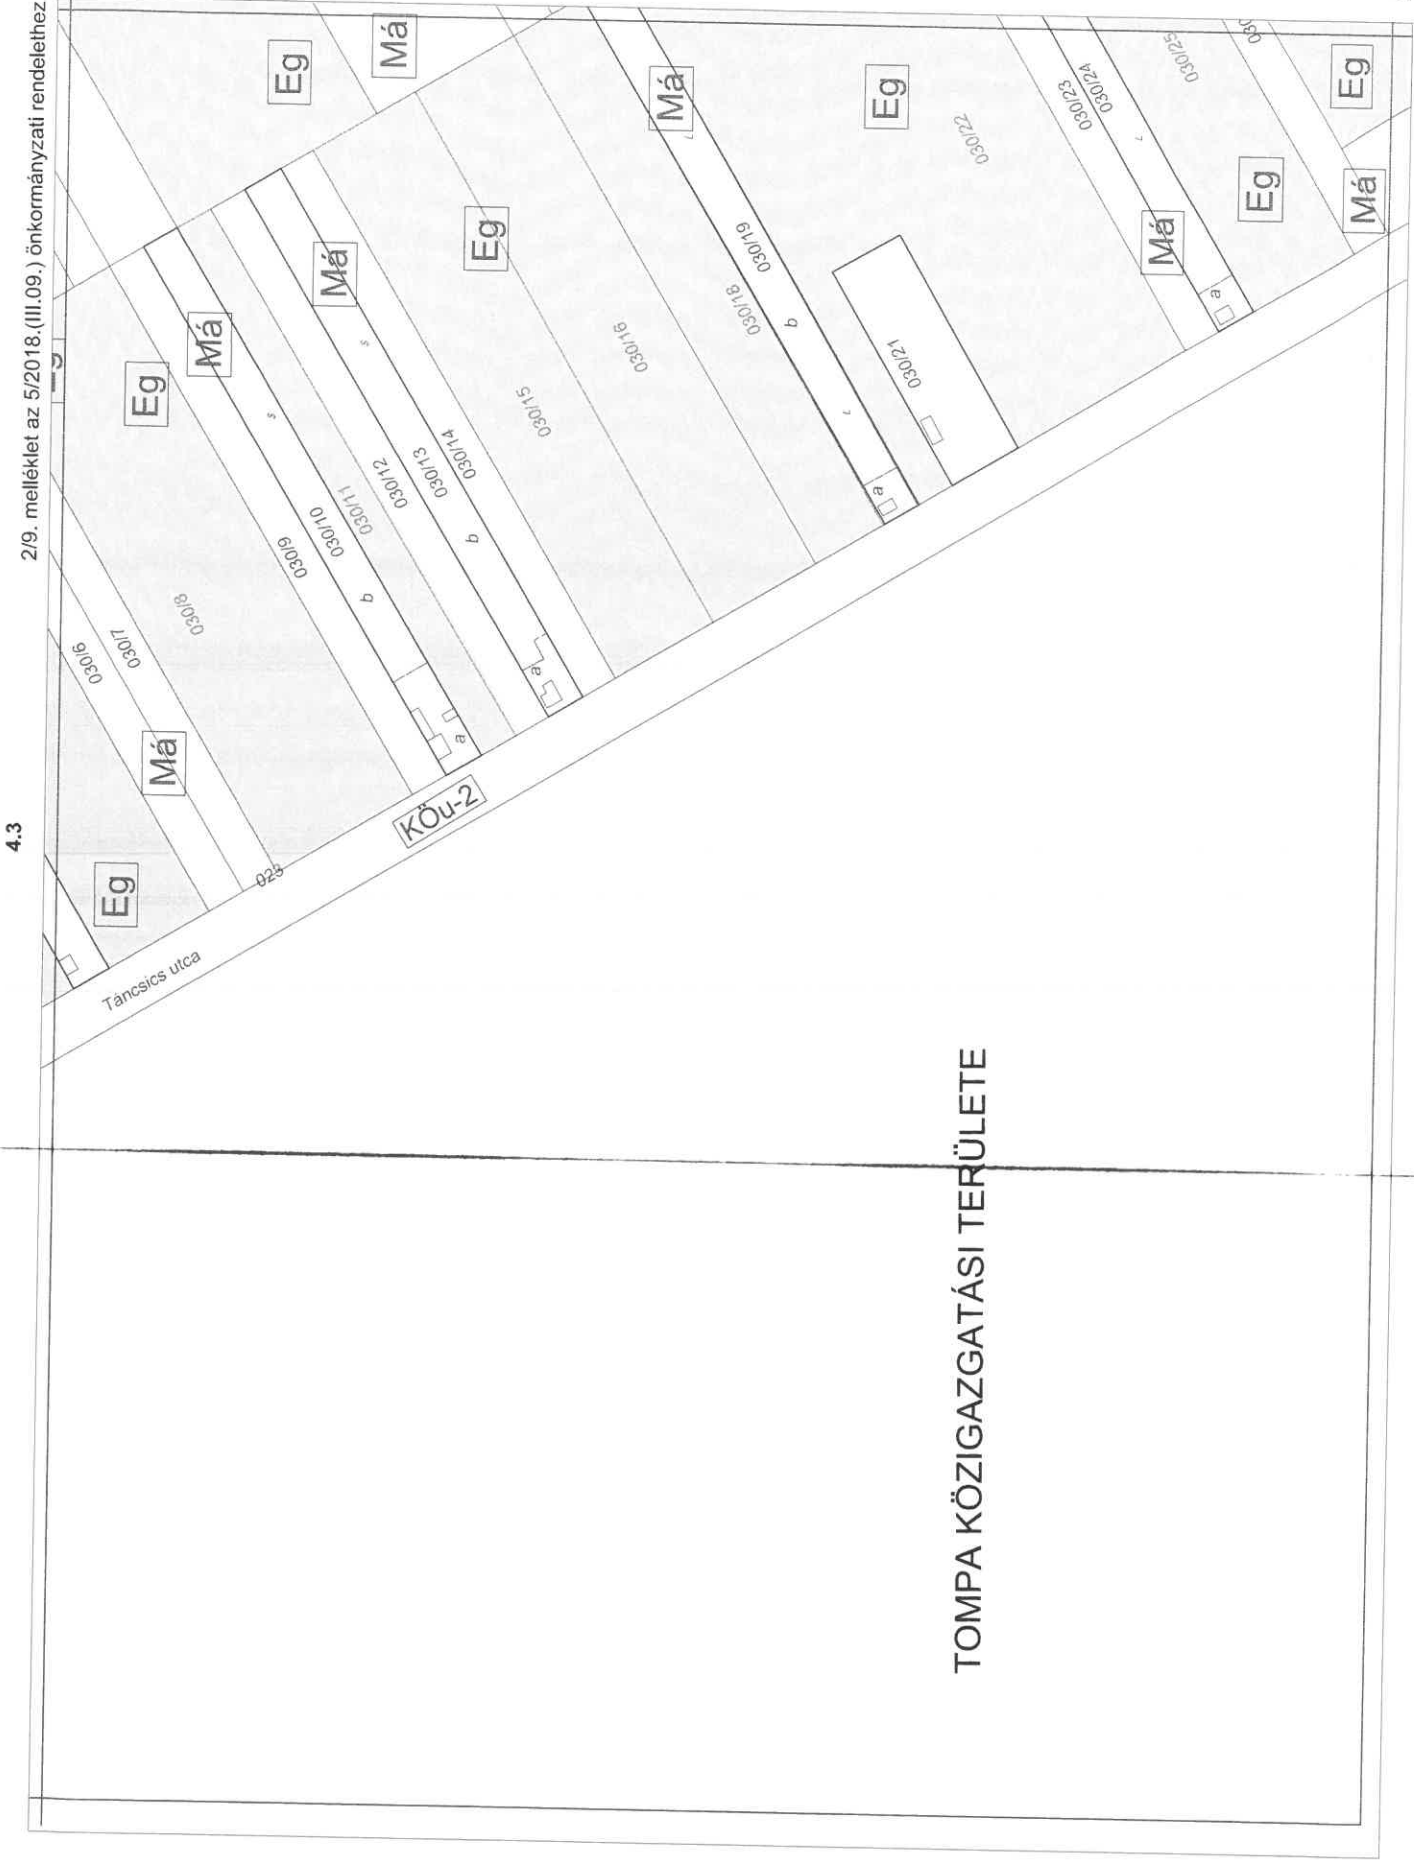 4.3
2/9. melléklet az 5/2018.(III.09.) önkormányzati rendelethez
Eg
030/6
030/7
Má
030/8
Eg
030/9
Má
030/10
b
s
a
030/11
030/12
030/13
Má
030/14
b
s
a
Eg
Má
Eg
030/15
030/16
030/18
Má
030/19
b
a
030/21
Eg
030/22
030/23
030/24
Má
a
030/25
Eg
030
Eg
Má
023
KÖu-2
Táncsics utca
TOMPA KÖZIGAZGATÁSI TERÜLETE